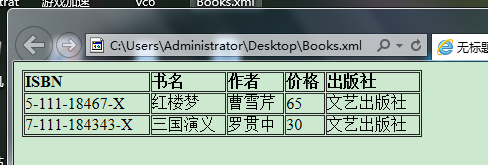 游戏加速 vc6 Books.xml
C:\Users\Administrator\Desktop\Books.xml 无标题
ISBN 书名 作者 价格 出版社
5-111-18467-X 红楼梦 曹雪芹 65 文艺出版社
7-111-184343-X 三国演义 罗贯中 30 文艺出版社